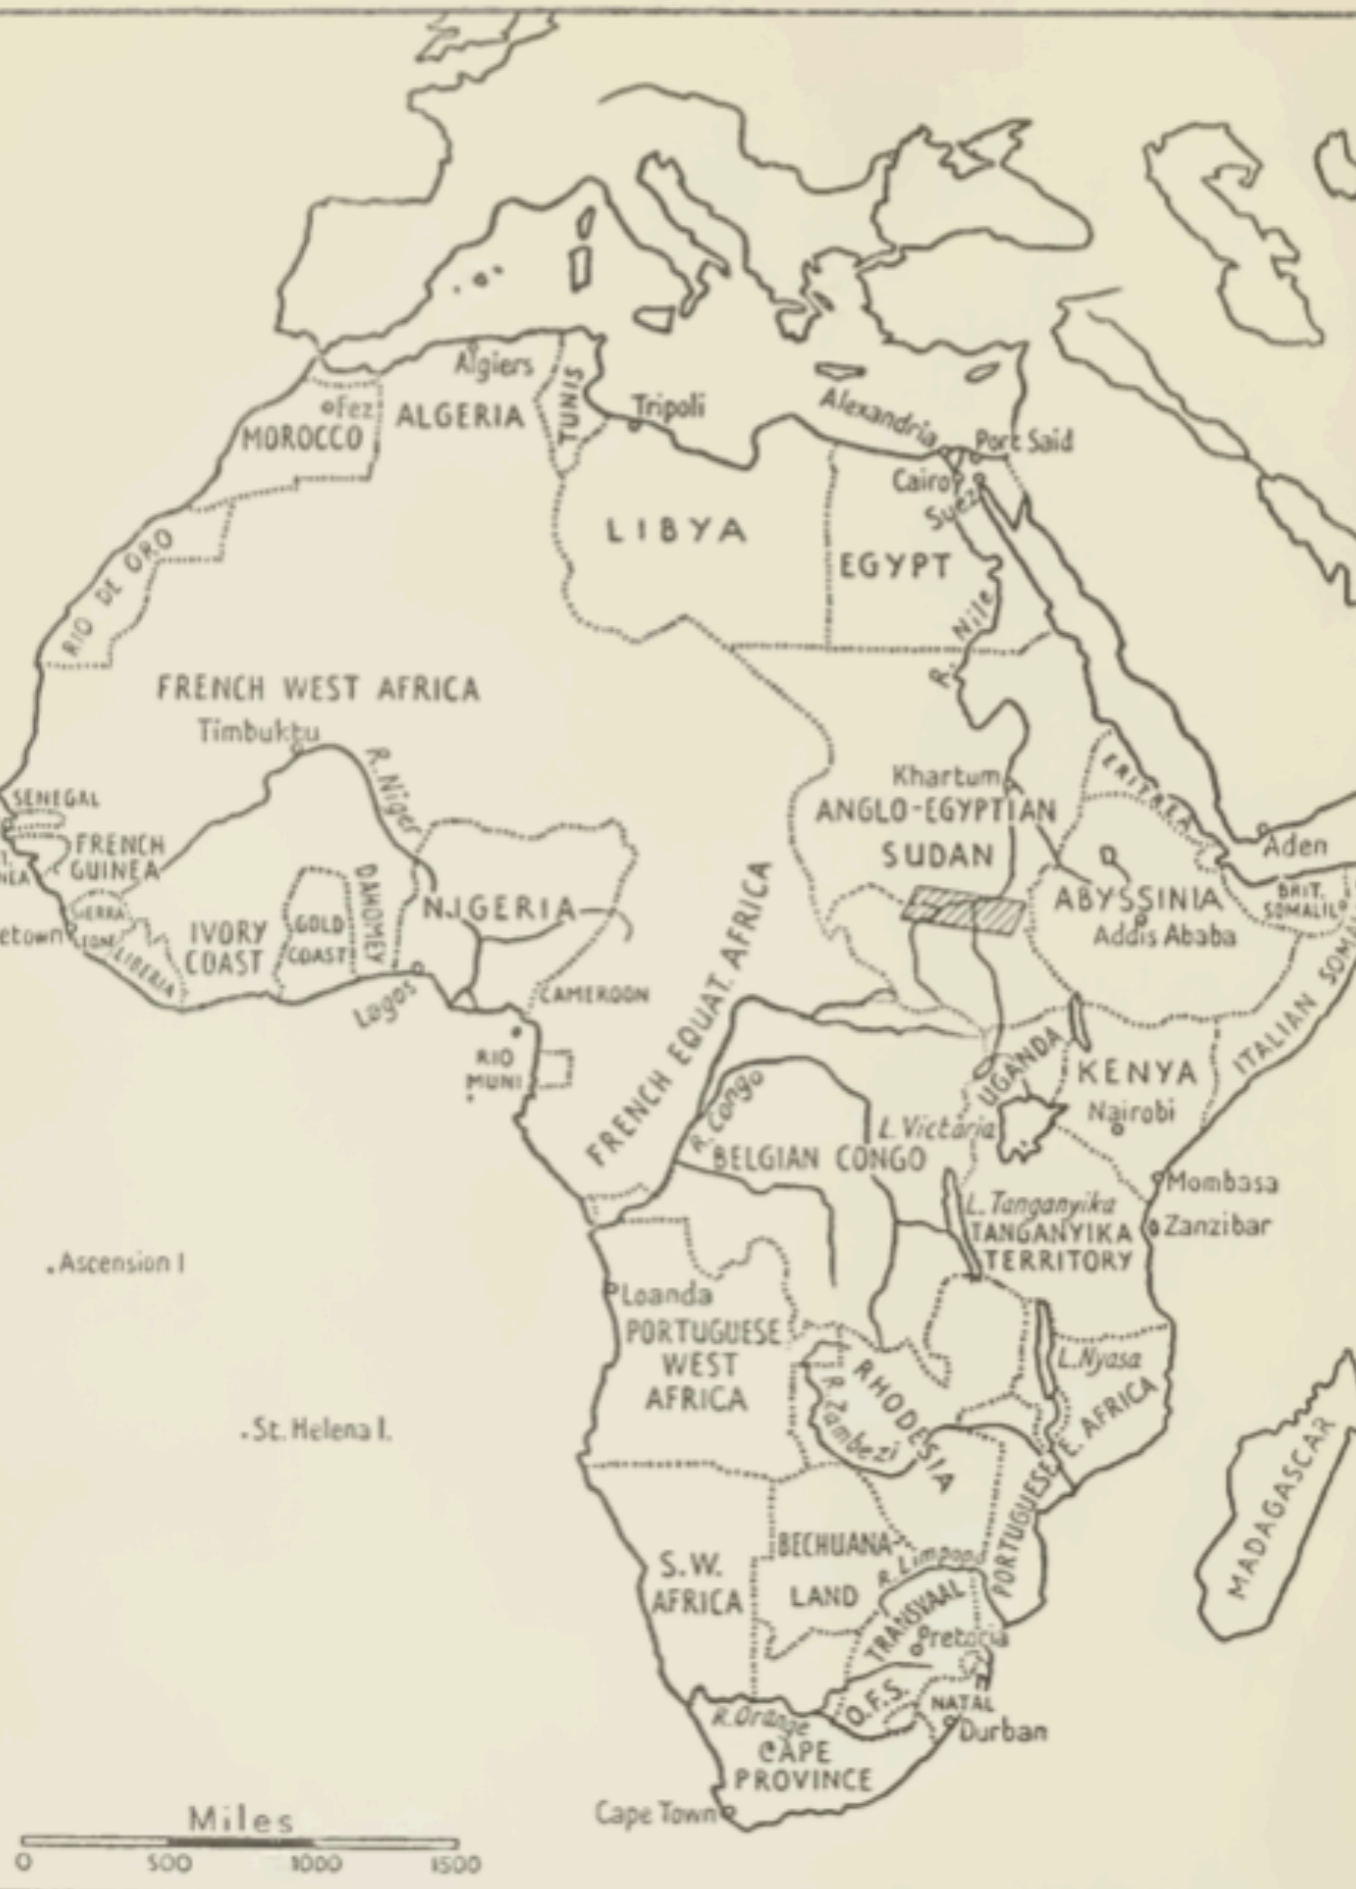 Algiers
Fez
ALGERIA
TUNIS
Tripoli
MOROCCO
Alexandria
Port Said
Cairo
Suez
LIBYA
EGYPT
RIO DE ORO
R. Nile
FRENCH WEST AFRICA
Timbuktu
R. Niger
Khartum
ERITREA
SENEGAL
ANGLO-EGYPTIAN
SUDAN
FRENCH
GUINEA
Aden
DAHOMEY
NIGERIA
ABYSSINIA
BRIT.
SOMALIL
Addis Ababa
IVORY
COAST
GOLD
COAST
LIBERIA
etown
Lagos
CAMEROON
FRENCH EQUAT. AFRICA
ITALIAN SOMA
RIO
MUNI
UGANDA
KENYA
Nairobi
R. Congo
L. Victoria
BELGIAN CONGO
Mombasa
L. Tanganyika
TANGANYIKA
TERRITORY
Zanzibar
Ascension I
Loanda
PORTUGUESE
WEST
AFRICA
L. Nyasa
RHODESIA
R. Zambezi
PORTUGUESE E. AFRICA
St. Helena I.
MADAGASCAR
BECHUANA-
LAND
R. Limpopo
S.W.
AFRICA
TRANSVAAL
Pretoria
O.F.S.
NATAL
Durban
R. Orange
CAPE
PROVINCE
Cape Town
Miles
0 500 1000 1500